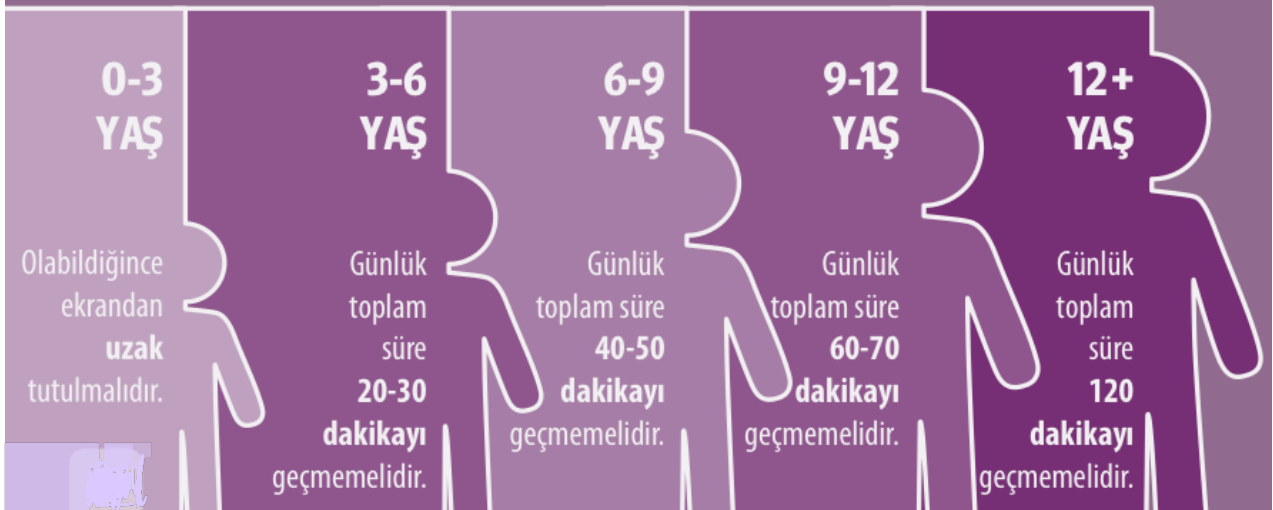 0-3
YAŞ
Olabildiğince
ekrandan
uzak
tutulmalıdır.
3-6
YAŞ
Günlük
toplam
süre
20-30
dakikayı
geçmemelidir.
6-9
YAŞ
Günlük
toplam süre
40-50
dakikayı
geçmemelidir.
9-12
YAŞ
Günlük
toplam süre
60-70
dakikayı
geçmemelidir.
12+
YAŞ
Günlük
toplam
süre
120
dakikayı
geçmemelidir.